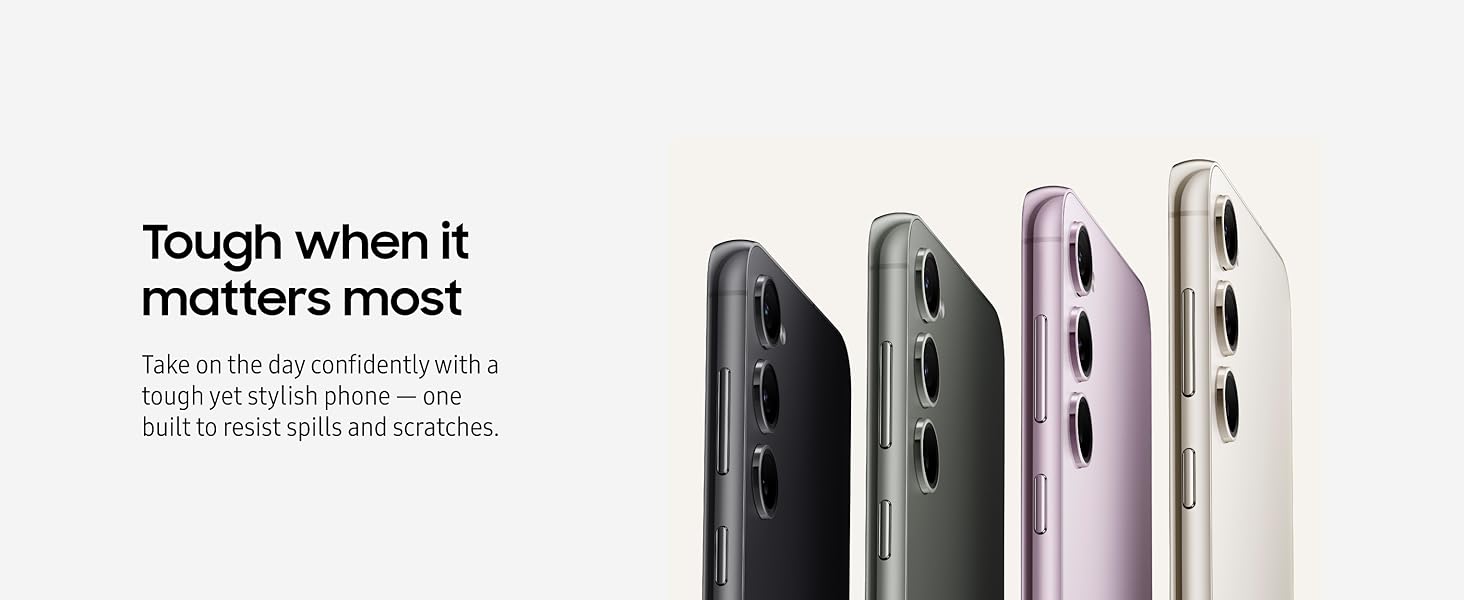 Tough when it
matters most
Take on the day confidently with a
tough yet stylish phone — one
built to resist spills and scratches.